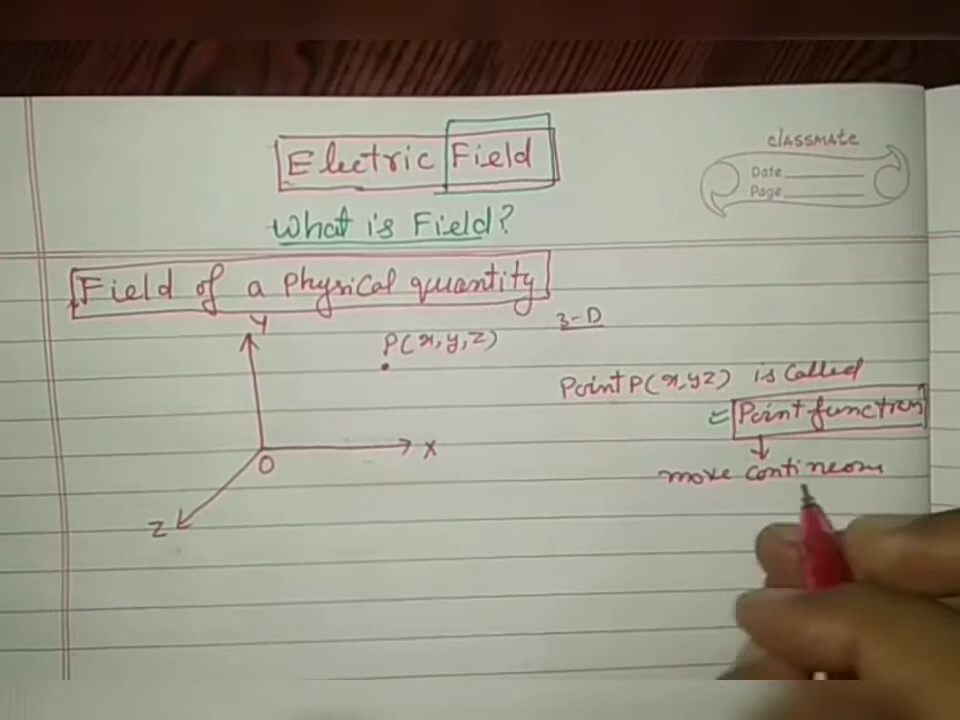 Electric Field
classmate
Date
Page
What is Field?
Field of a Physical quantity
Y
3-D
P(x,y,z)
Point P(x,yz) is called
= Point function
X
O
move contineous
Z